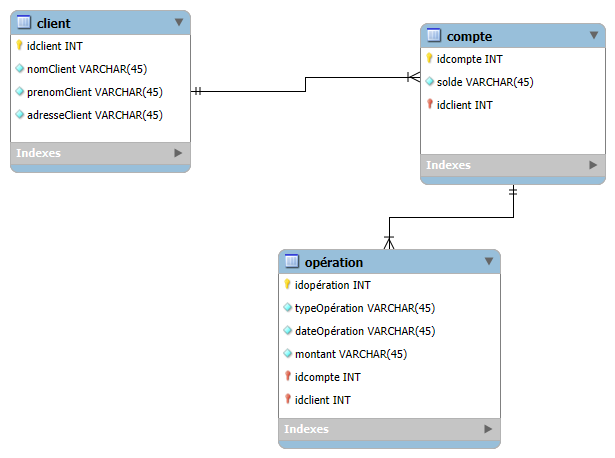 client
idclient INT
nomClient VARCHAR(45)
prenomClient VARCHAR(45)
adresseClient VARCHAR(45)
Indexes
compte
idcompte INT
solde VARCHAR(45)
idclient INT
Indexes
opération
idopération INT
typeOpération VARCHAR(45)
dateOpération VARCHAR(45)
montant VARCHAR(45)
idcompte INT
idclient INT
Indexes